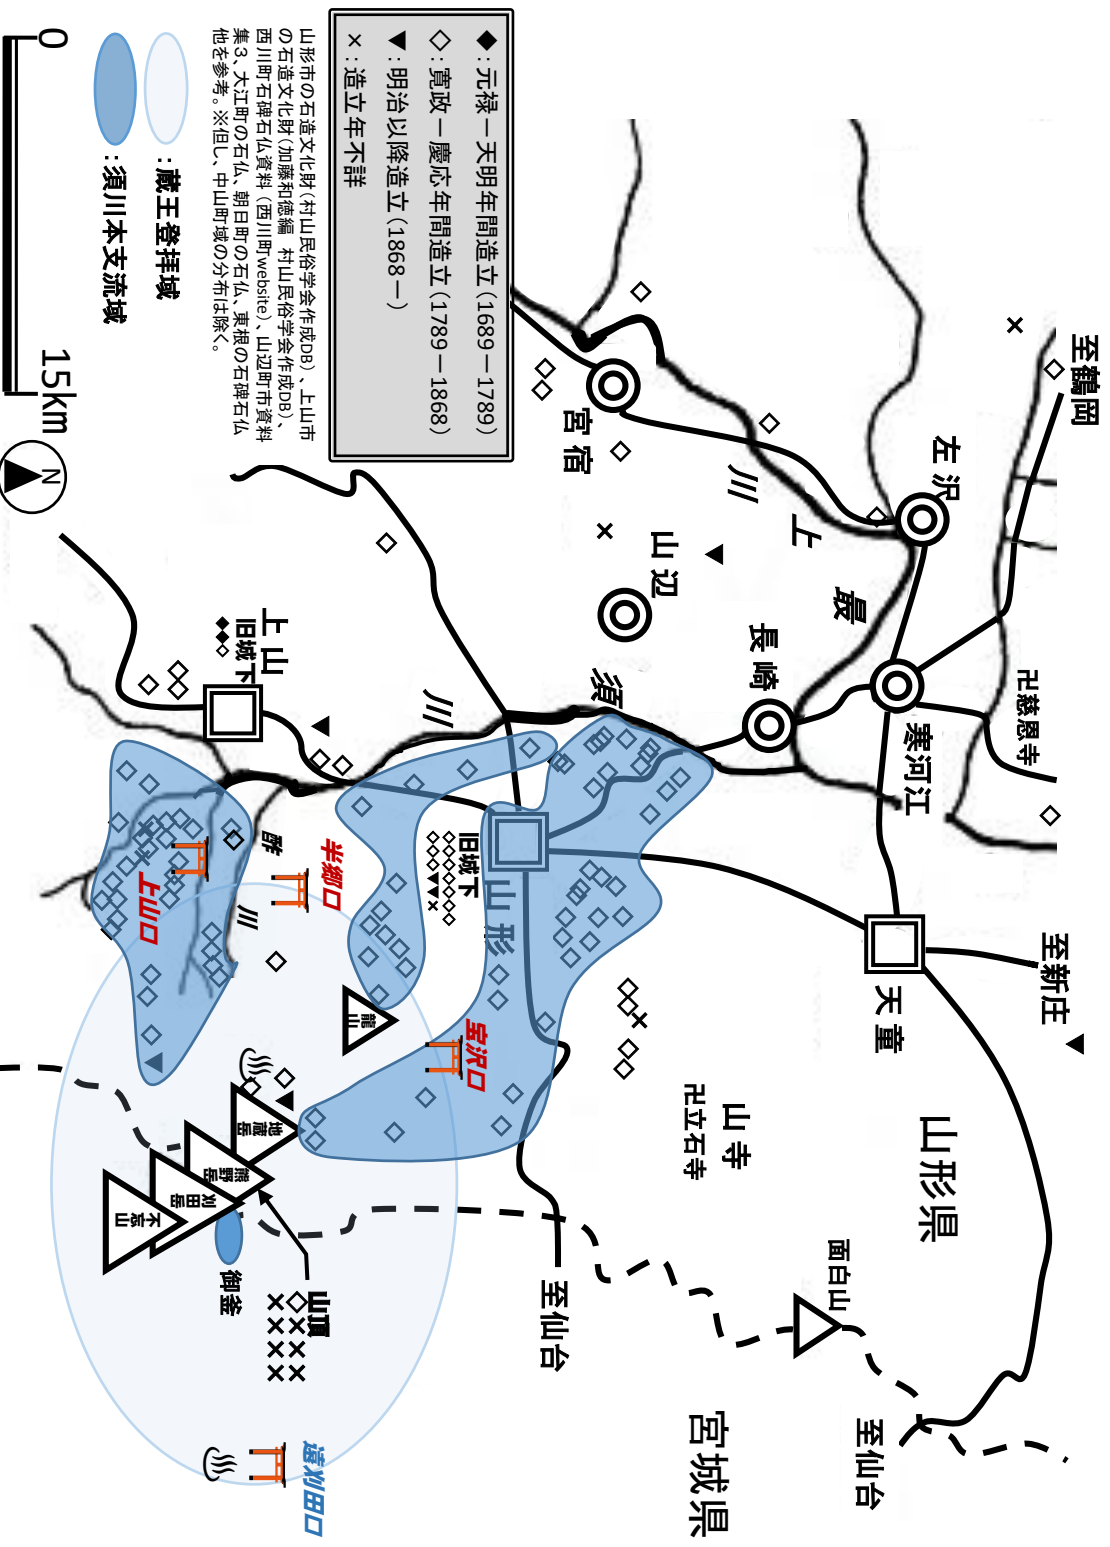 ◆：元禄－天明年間造立（1689－1789）
◇：寛政－慶応年間造立（1789－1868）
▼：明治以降造立（1868－）
×：造立年不詳
山形市の石造文化財（村山民俗学会作成DB）、上山市
の石造文化財（加藤和徳編　村山民俗学会作成DB）、
西川町石碑石仏資料（西川町website）、山辺町市資料
集３、大江町の石仏、朝日町の石仏、東根の石碑石仏
他を参考。※但し、中山町域の分布は除く。
：蔵王登拝域
：須川本支流域
0
15km
N
至鶴岡
左沢
宮宿
最上川
山辺
長崎
寒河江
卍慈恩寺
須川
上山
旧城下
酢川
半郷口
上山口
旧城下
山形
宝沢口
龍山
天童
至新庄
山寺
卍立石寺
山形県
面白山
宮城県
至仙台
至仙台
地蔵岳
熊野岳
刈田岳
不忘山
御釜
山頂
遠刈田口